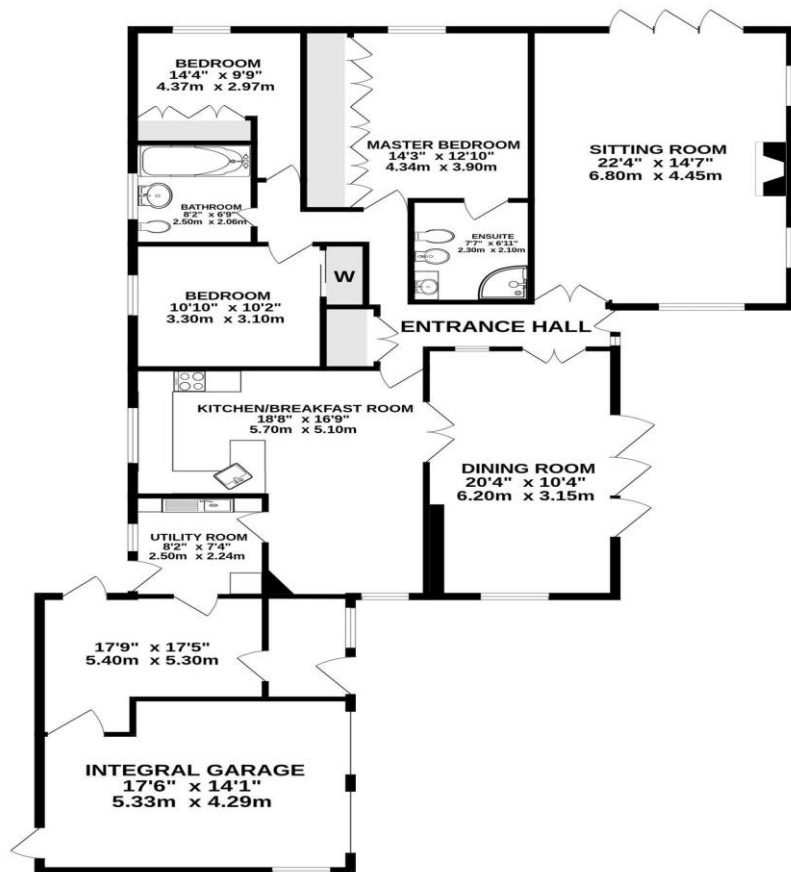 BEDROOM
14'4" x 9'9"
4.37m x 2.97m
MASTER BEDROOM
14'3" x 12'10"
4.34m x 3.90m
SITTING ROOM
22'4" x 14'7"
6.80m x 4.45m
BATHROOM
8'2" x 6'9"
2.50m x 2.06m
ENSUITE
7'7" x 6'11"
2.30m x 2.10m
W
BEDROOM
10'10" x 10'2"
3.30m x 3.10m
ENTRANCE HALL
KITCHEN/BREAKFAST ROOM
18'8" x 16'9"
5.70m x 5.10m
DINING ROOM
20'4" x 10'4"
6.20m x 3.15m
UTILITY ROOM
8'2" x 7'4"
2.50m x 2.24m
17'9" x 17'5"
5.40m x 5.30m
INTEGRAL GARAGE
17'6" x 14'1"
5.33m x 4.29m